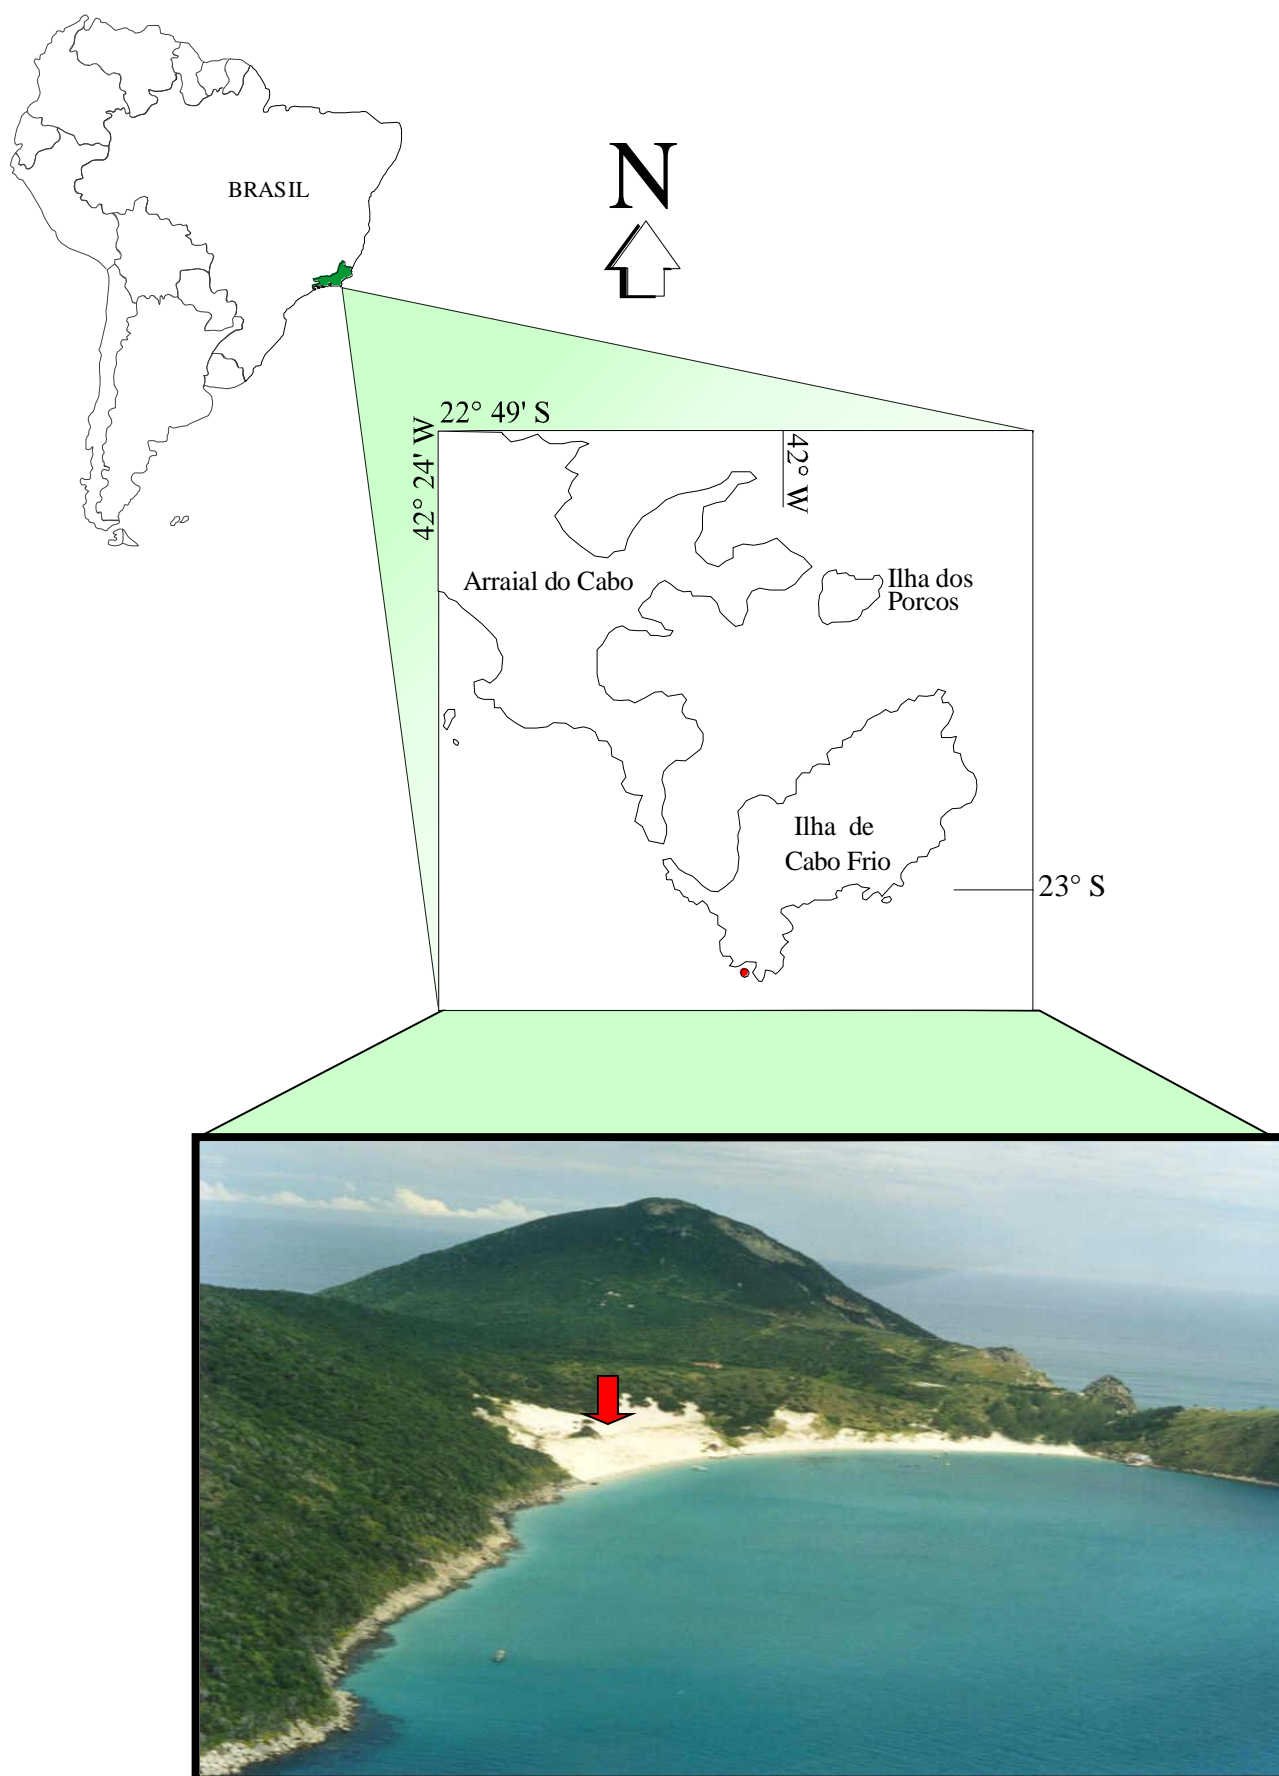 N
BRASIL
22° 49' S
42° 24' W
42° W
Arraial do Cabo
Ilha dos
Porcos
Ilha de
Cabo Frio
23° S